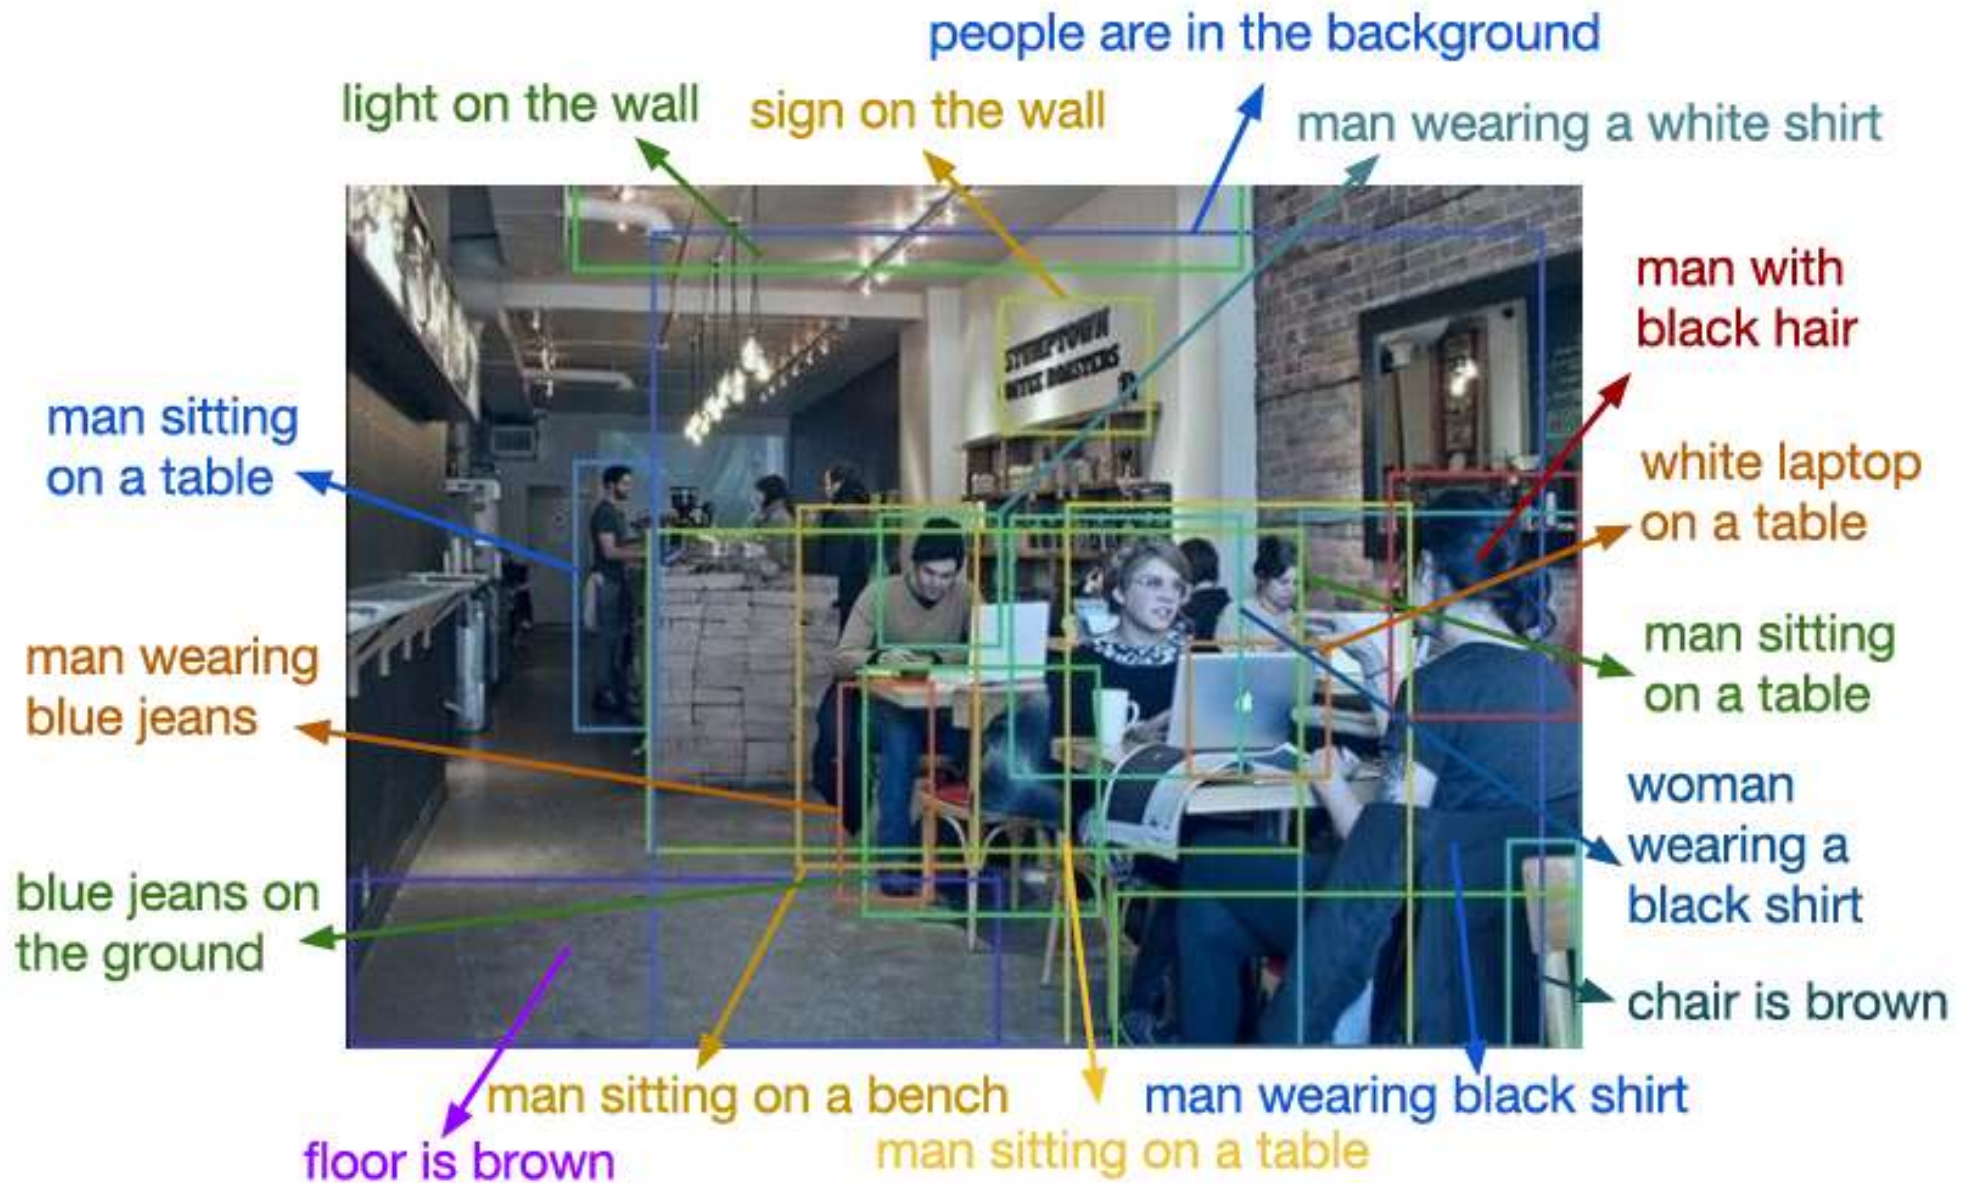 people are in the background
light on the wall
sign on the wall
man wearing a white shirt
man with
black hair
STUMPTOWN
COFFEE ROASTERS
man sitting
on a table
white laptop
on a table
man wearing
blue jeans
man sitting
on a table
woman
wearing a
black shirt
blue jeans on
the ground
chair is brown
man sitting on a bench
man wearing black shirt
man sitting on a table
floor is brown